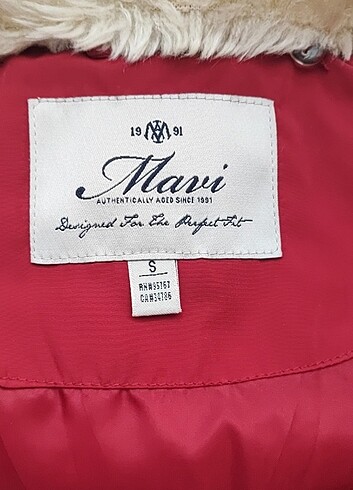 19 91
Mavi
AUTHENTICALLY AGED SINCE 1991
Designed For The Perfect Fit
S
RN#95767
CA#34786